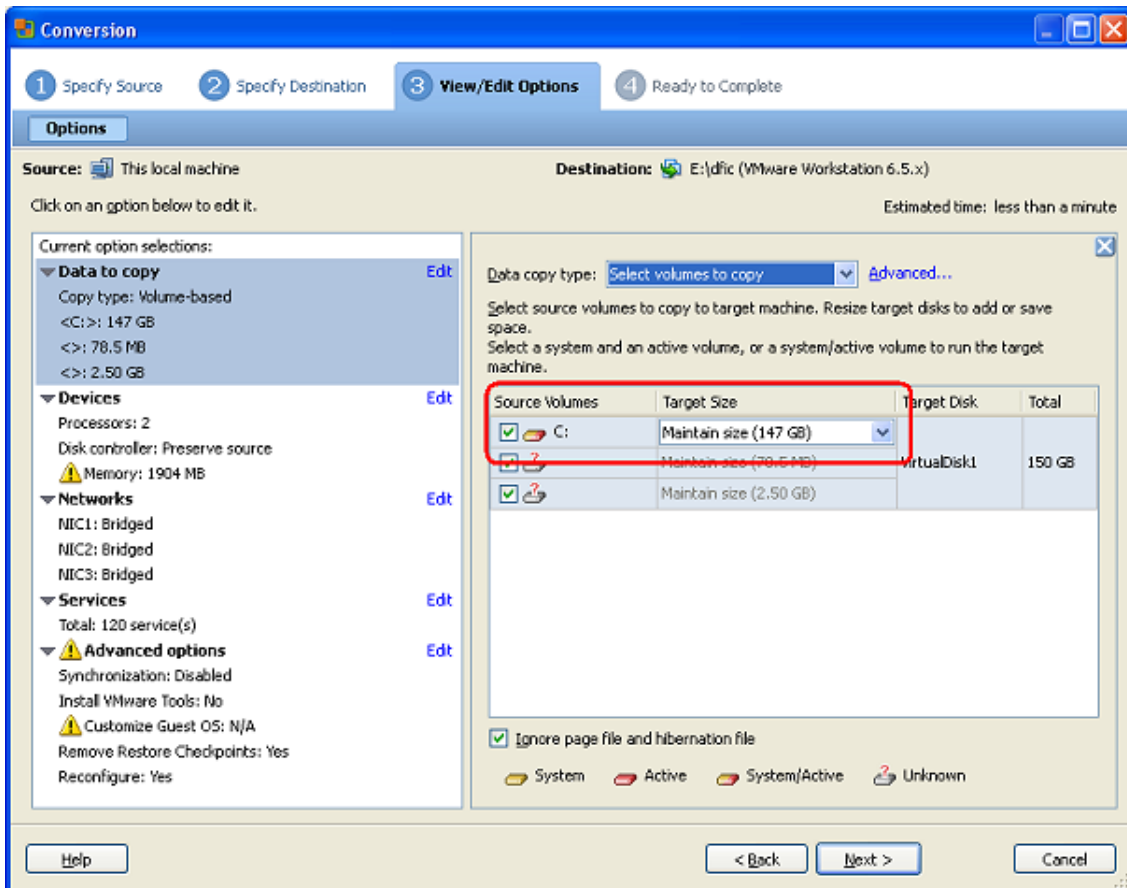 Conversion
1 Specify Source 2 Specify Destination 3 View/Edit Options 4 Ready to Complete
Options
Source: This local machine Destination: E:\dfic (VMware Workstation 6.5.x)
Click on an option below to edit it. Estimated time: less than a minute
Current option selections:
Data to copy Edit
Copy type: Volume-based
<C:>: 147 GB
<>: 78.5 MB
<>: 2.50 GB
Devices Edit
Processors: 2
Disk controller: Preserve source
Memory: 1904 MB
Networks Edit
NIC1: Bridged
NIC2: Bridged
NIC3: Bridged
Services Edit
Total: 120 service(s)
Advanced options Edit
Synchronization: Disabled
Install VMware Tools: No
Customize Guest OS: N/A
Remove Restore Checkpoints: Yes
Reconfigure: Yes
Data copy type: Select volumes to copy Advanced...
Select source volumes to copy to target machine. Resize target disks to add or save
space.
Select a system and an active volume, or a system/active volume to run the target
machine.
Source Volumes Target Size Target Disk Total
C: Maintain size (147 GB)
Maintain size (78.5 MB) VirtualDisk1 150 GB
Maintain size (2.50 GB)
Ignore page file and hibernation file
System Active System/Active Unknown
Help < Back Next > Cancel